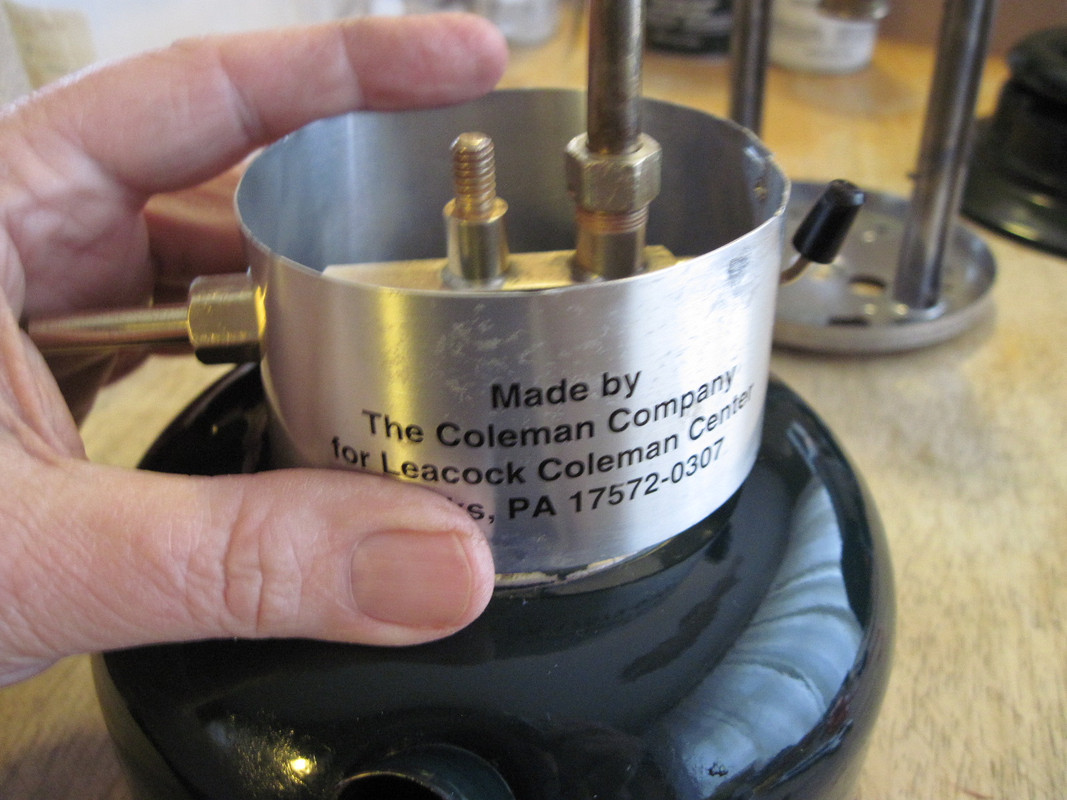 Made by
The Coleman Company
for Leacock Coleman Center
PA 17572-0307